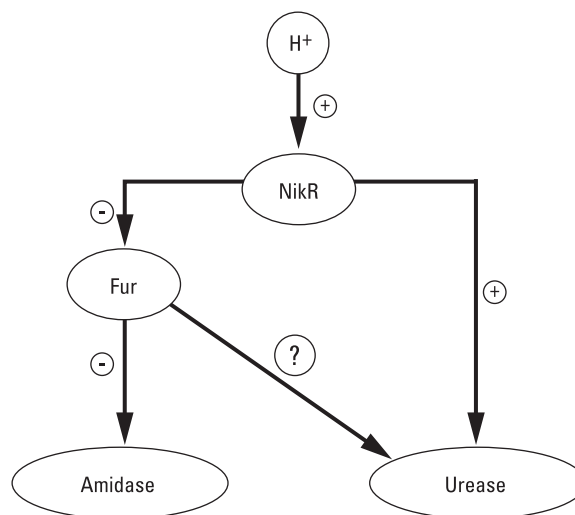 H+
+
NikR
-
Fur
+
-
?
Amidase
Urease